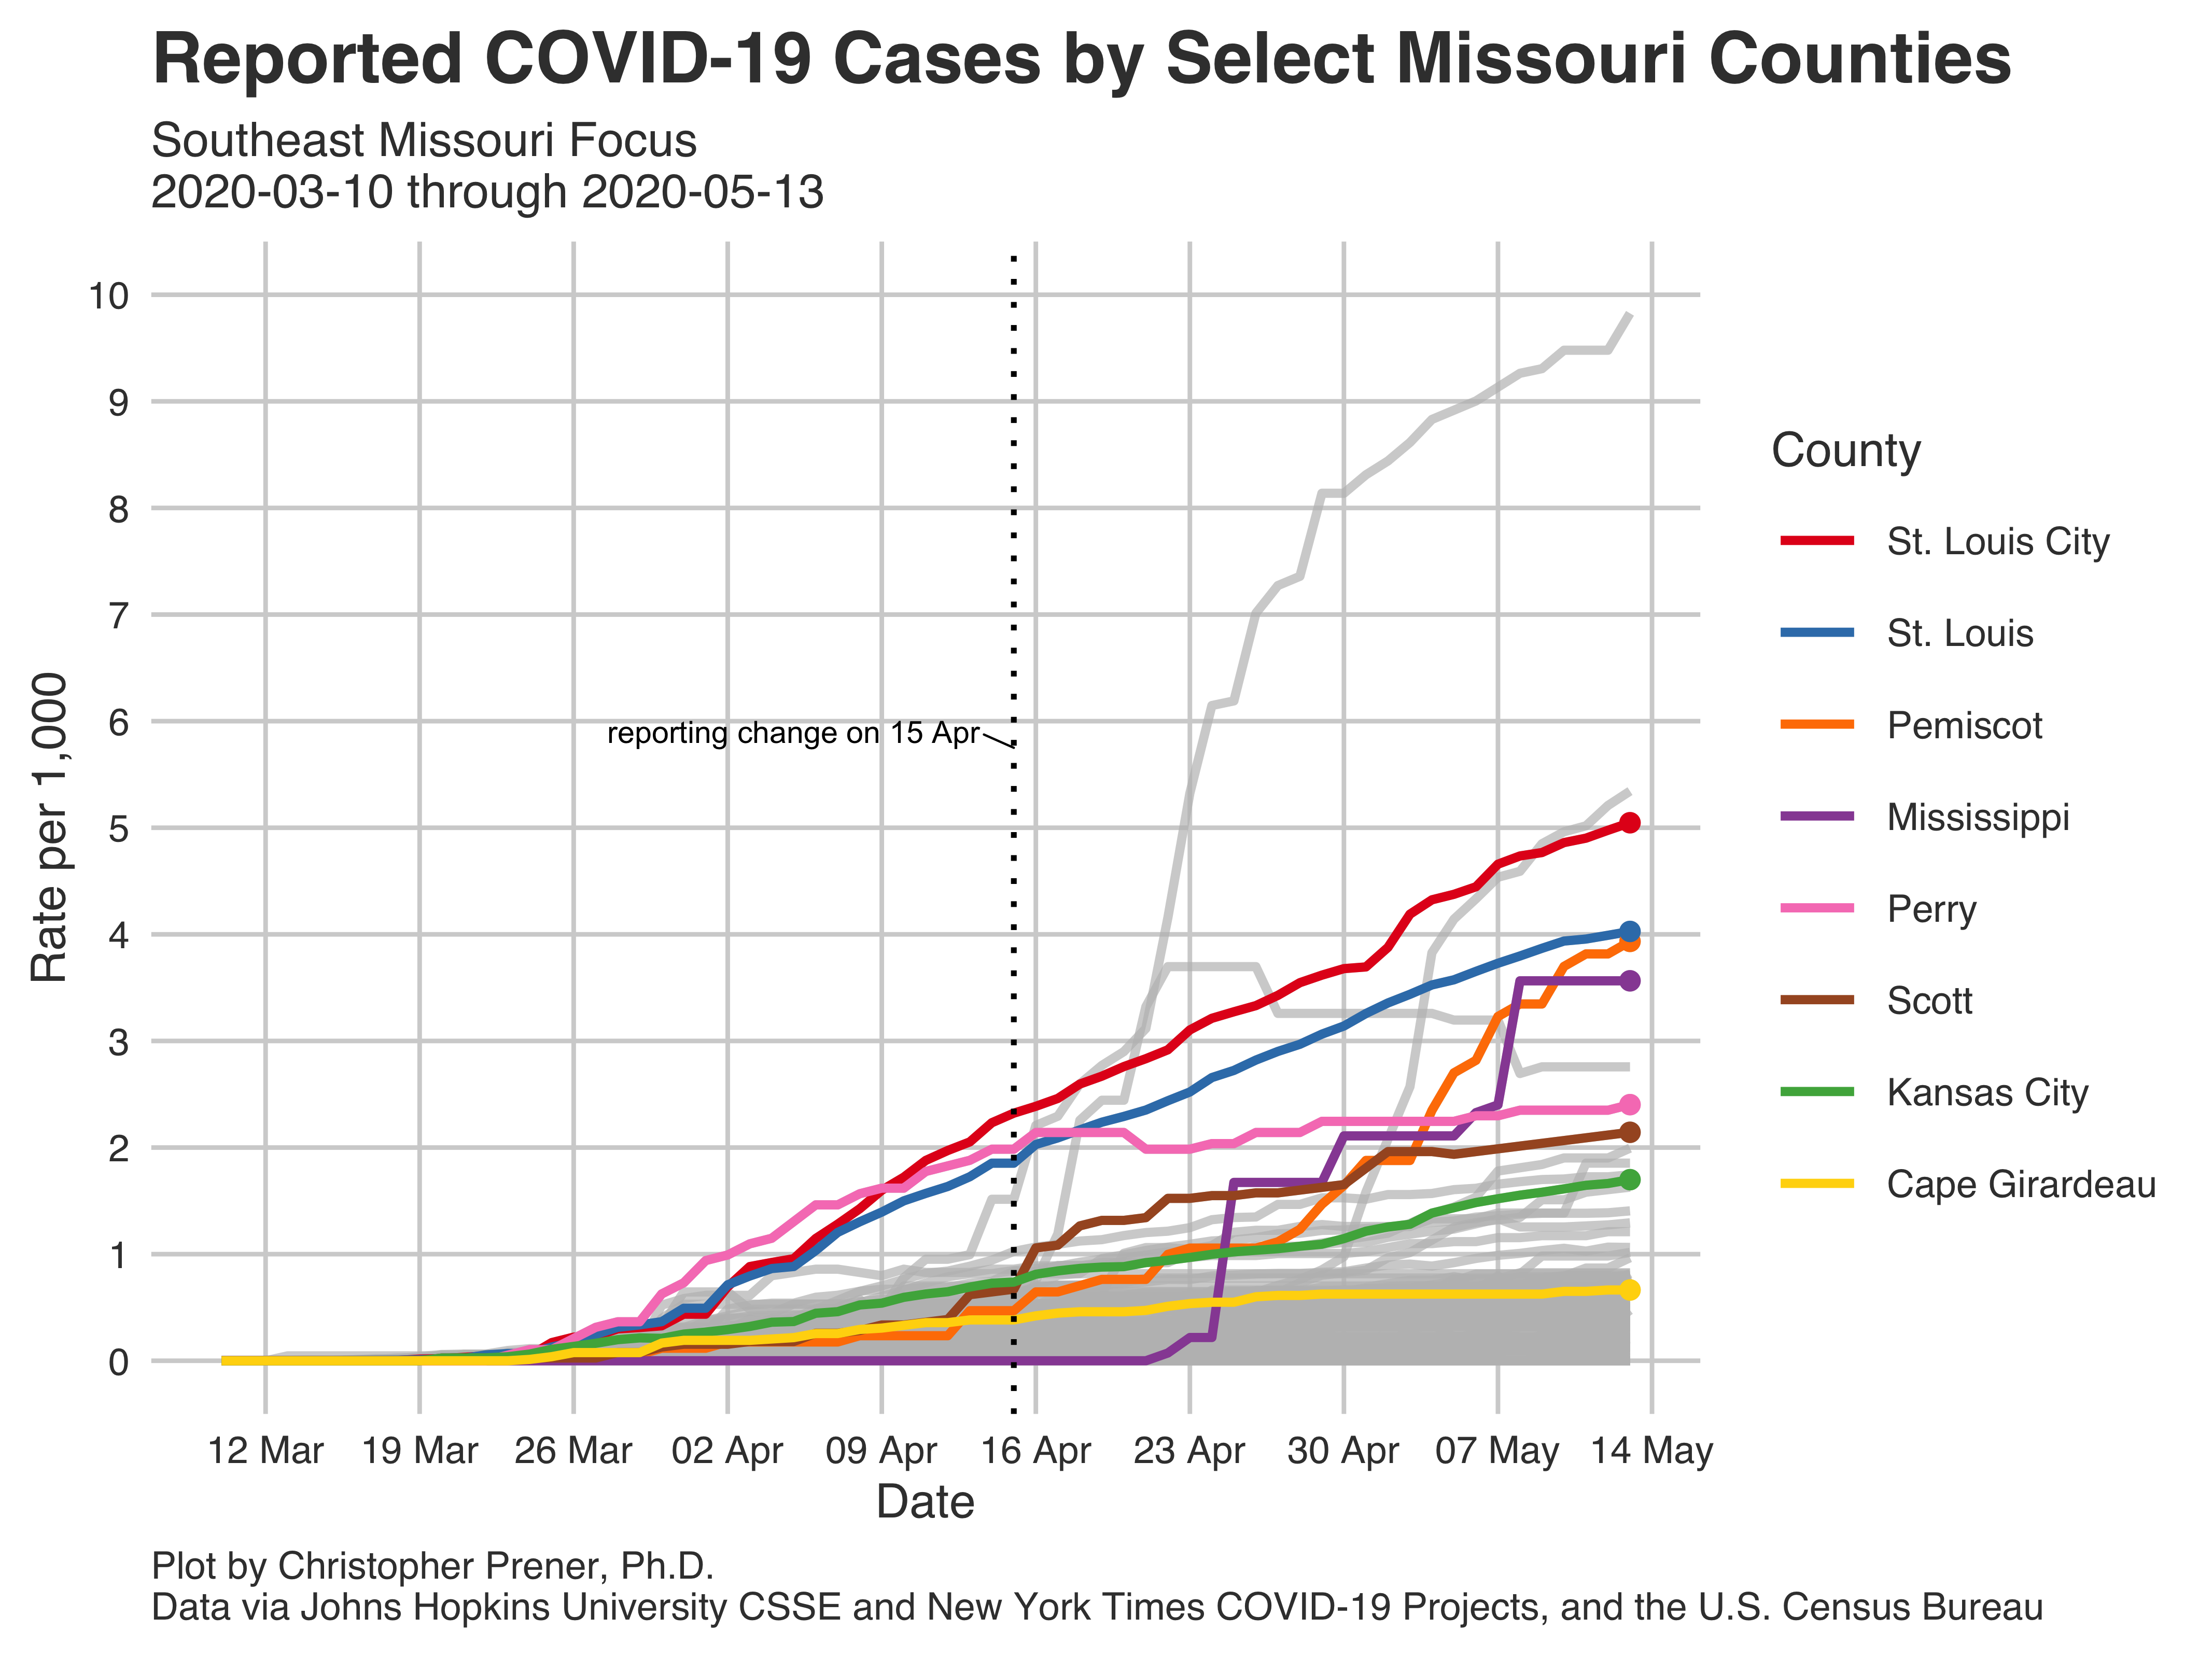 Reported COVID-19 Cases by Select Missouri Counties
Southeast Missouri Focus
2020-03-10 through 2020-05-13
10
9
8
7
6
5
4
3
2
1
0
Rate per 1,000
reporting change on 15 Apr
12 Mar
19 Mar
26 Mar
02 Apr
09 Apr
16 Apr
23 Apr
30 Apr
07 May
14 May
Date
County
St. Louis City
St. Louis
Pemiscot
Mississippi
Perry
Scott
Kansas City
Cape Girardeau
Plot by Christopher Prener, Ph.D.
Data via Johns Hopkins University CSSE and New York Times COVID-19 Projects, and the U.S. Census Bureau